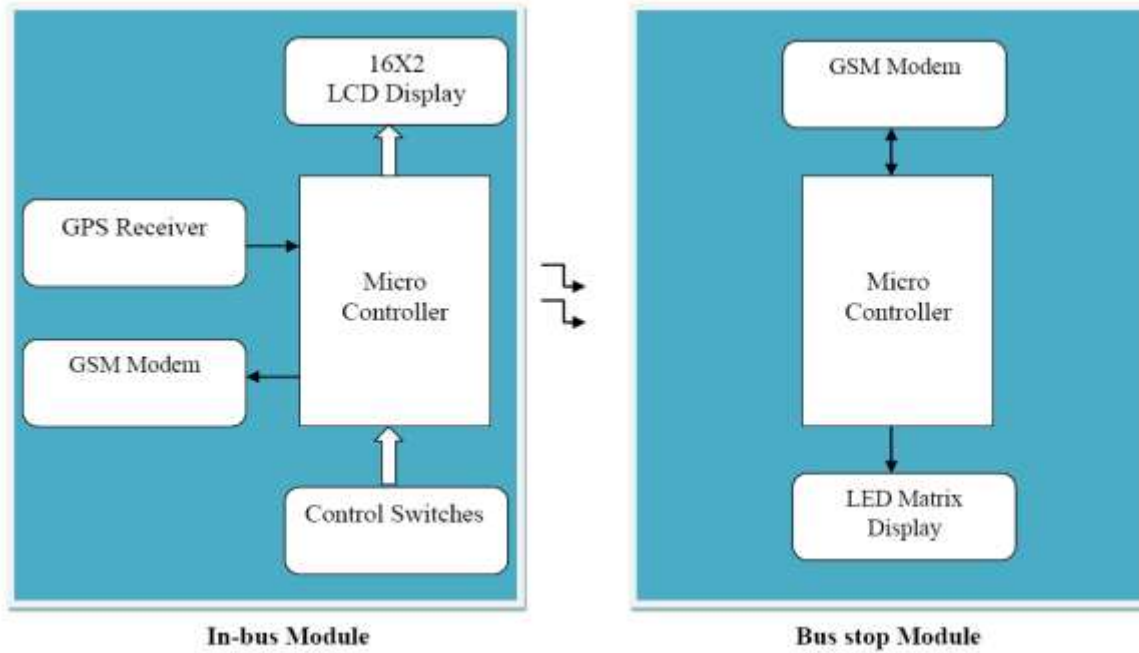 16X2
LCD Display
GPS Receiver
Micro
Controller
GSM Modem
Control Switches
In-bus Module
GSM Modem
Micro
Controller
LED Matrix
Display
Bus stop Module